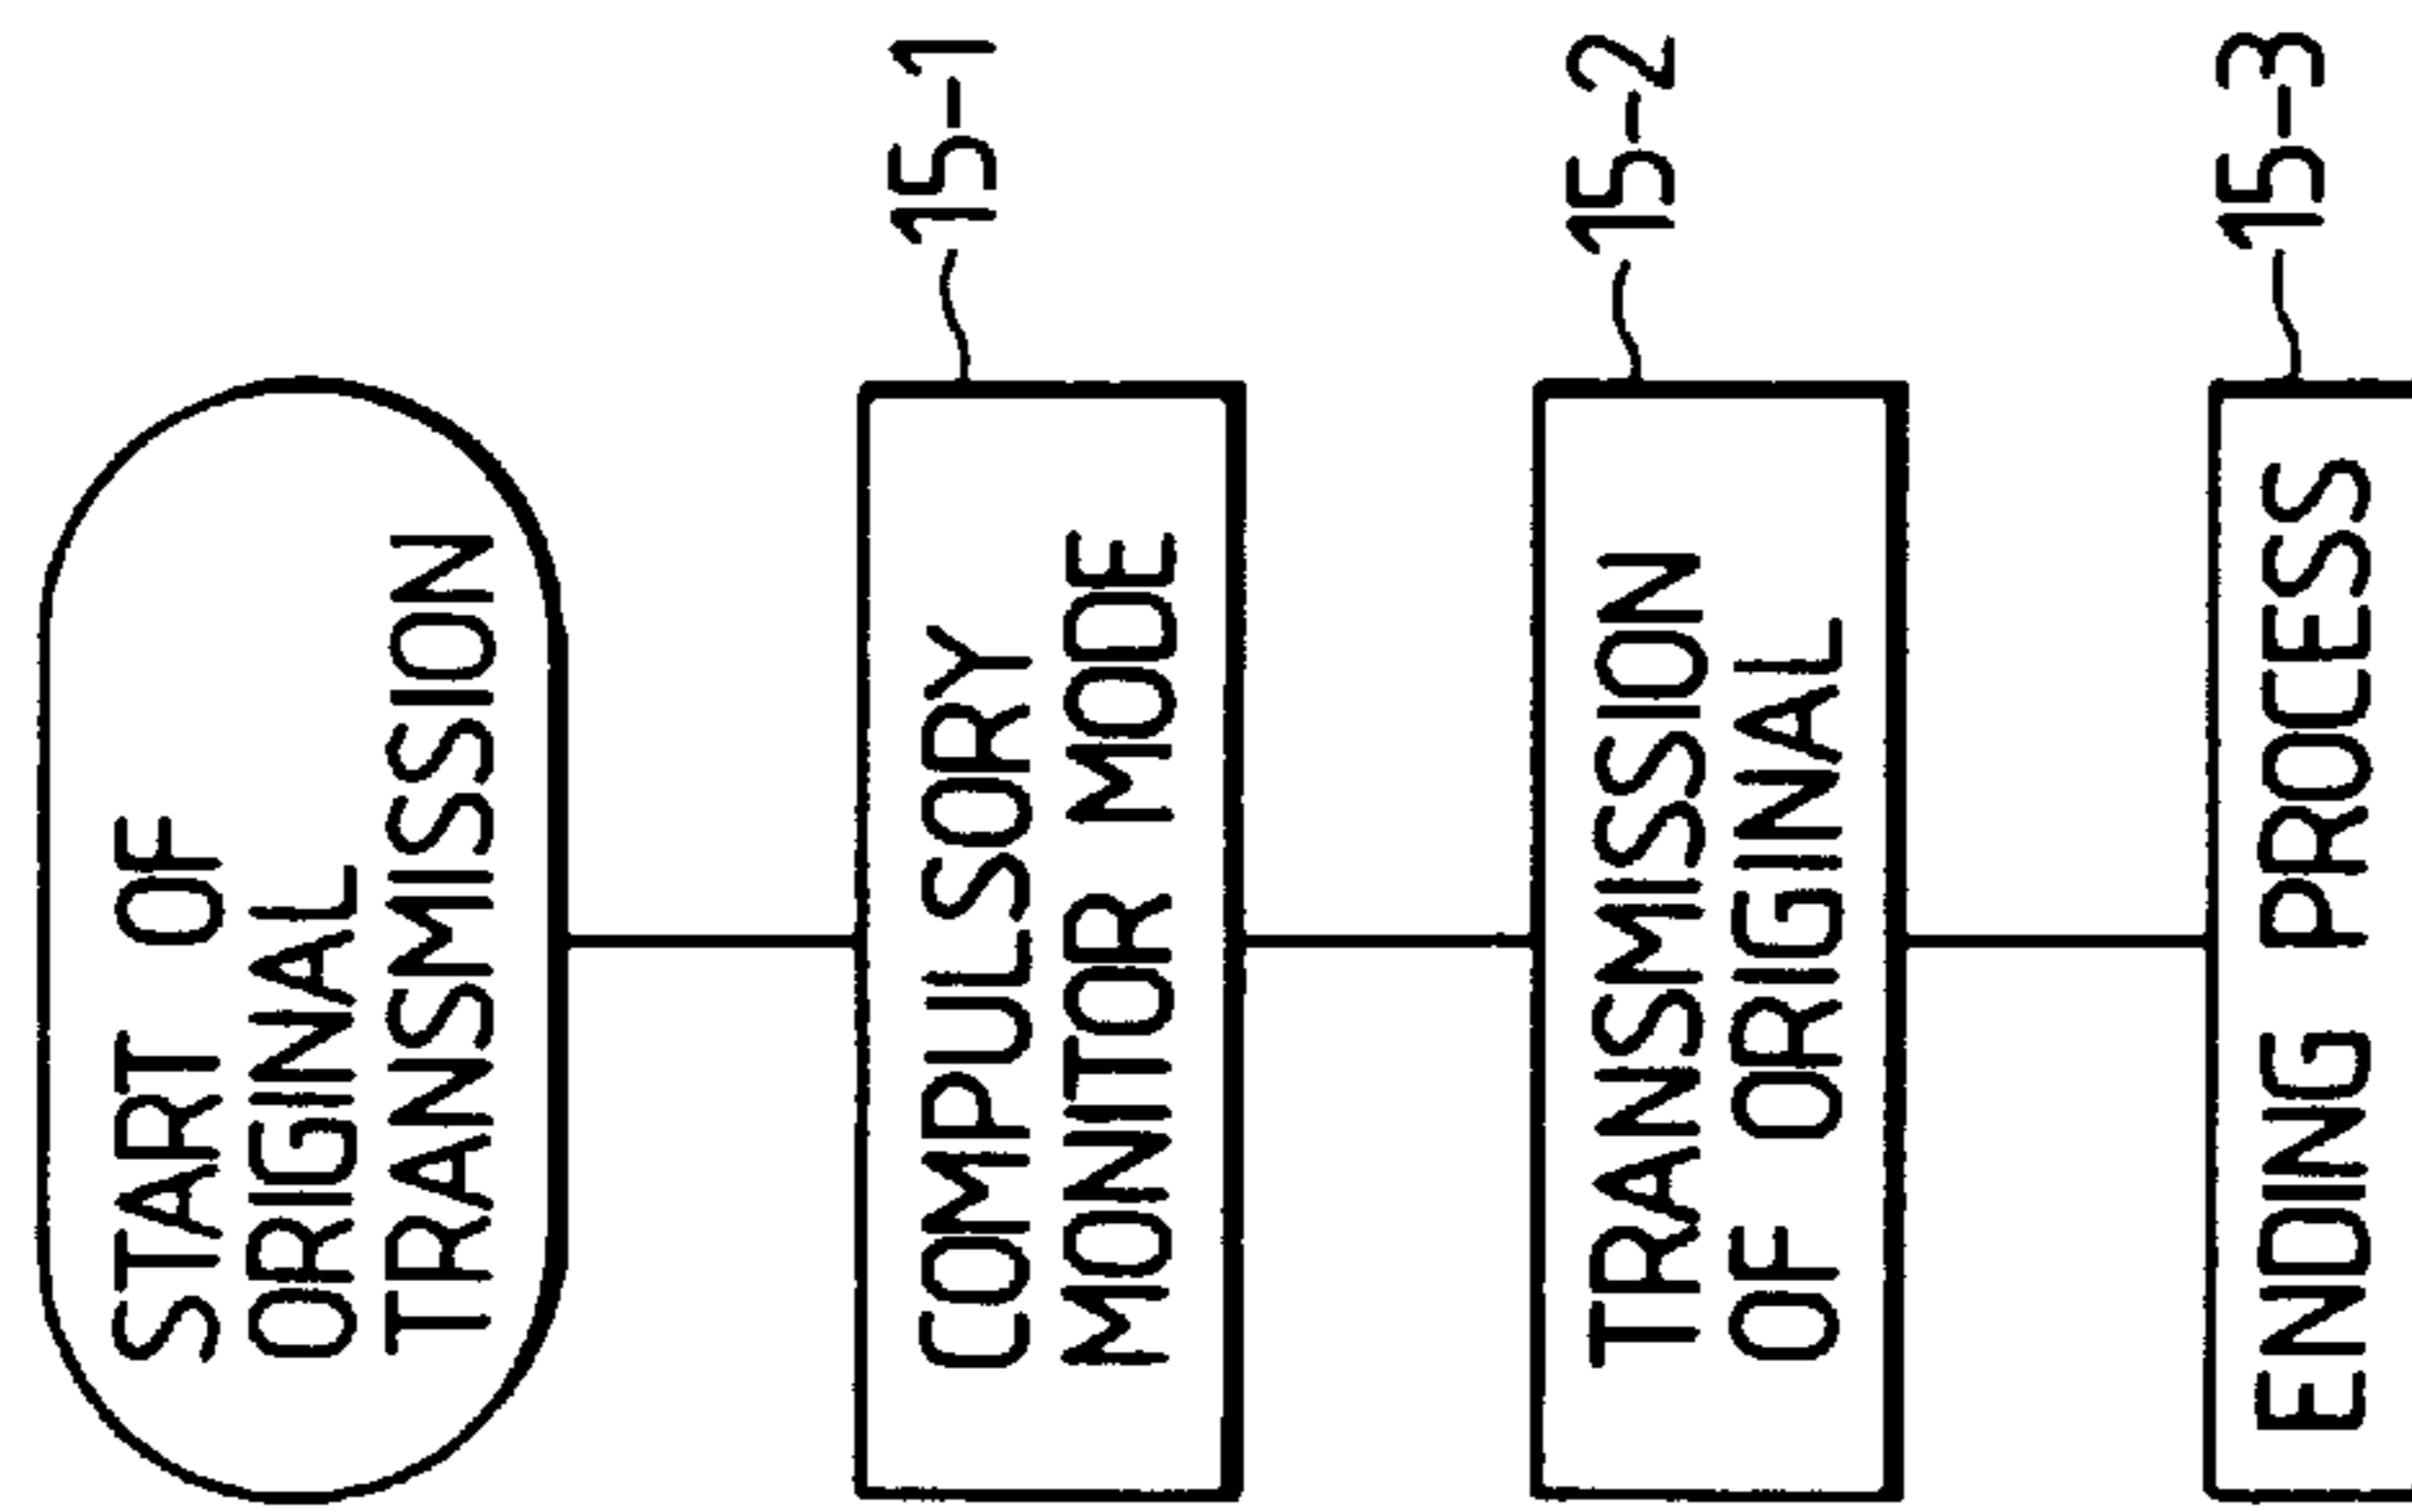 START OF
ORIGINAL
TRANSMISSION
15-1
COMPULSORY
MONITOR MODE
15-2
TRANSMISSION
OF ORIGINAL
15-3
ENDING PROCESS